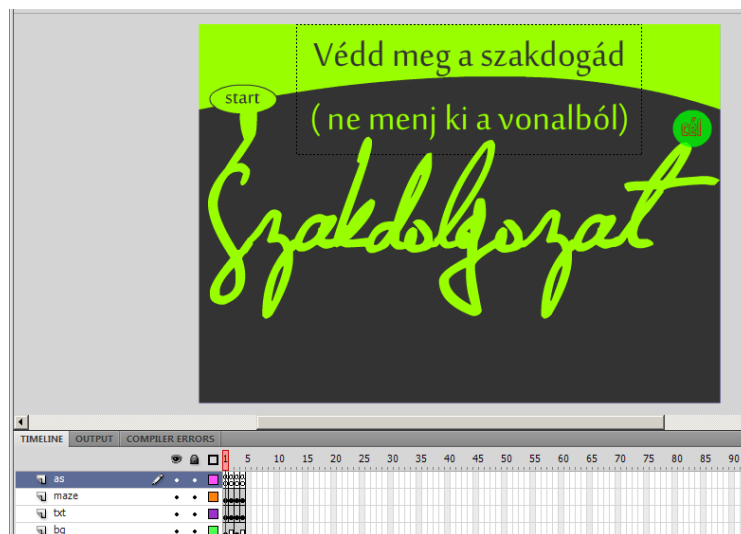 Védd meg a szakdogád
start
( ne menj ki a vonalból)
cél
Szakdolgozat
TIMELINE OUTPUT COMPILER ERRORS
1 5 10 15 20 25 30 35 40 45 50 55 60 65 70 75 80 85 90
as
maze
txt
bg